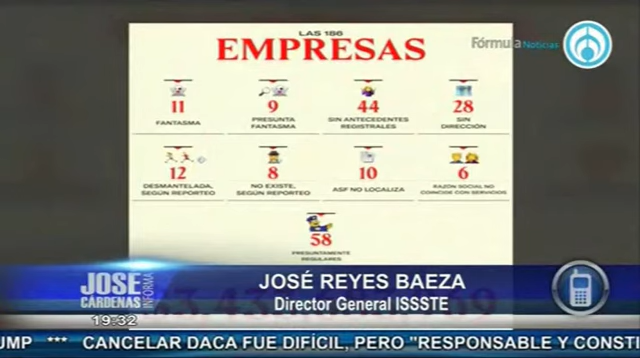 LAS 186
EMPRESAS
Fórmula Noticias
11
FANTASMA
9
PRESUNTA
FANTASMA
44
SIN ANTECEDENTES
REGISTRALES
28
SIN
DIRECCIÓN
12
DESMANTELADA,
SEGÚN REPORTEO
8
NO EXISTE,
SEGÚN REPORTEO
10
ASF NO LOCALIZA
6
RAZÓN SOCIAL NO
COINCIDE CON SERVICIOS
58
PRESUNTAMENTE
REGULARES
JOSE
CÁRDENAS
INFORMA
19:32
JOSÉ REYES BAEZA
Director General ISSSTE
UMP *** CANCELAR DACA FUE DIFÍCIL, PERO "RESPONSABLE Y CONSTI